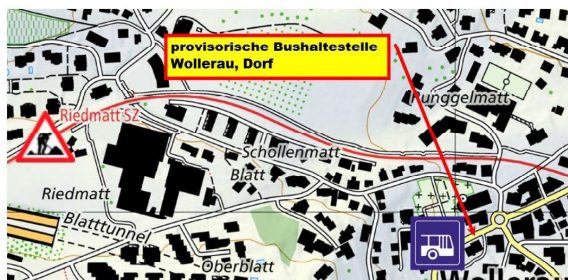 provisorische Bushaltestelle
Wollerau, Dorf
Funggelmatt
Riedmatt SZ
Schollenmatt
Blatt
Riedmatt
Blatttunnel
Oberblatt